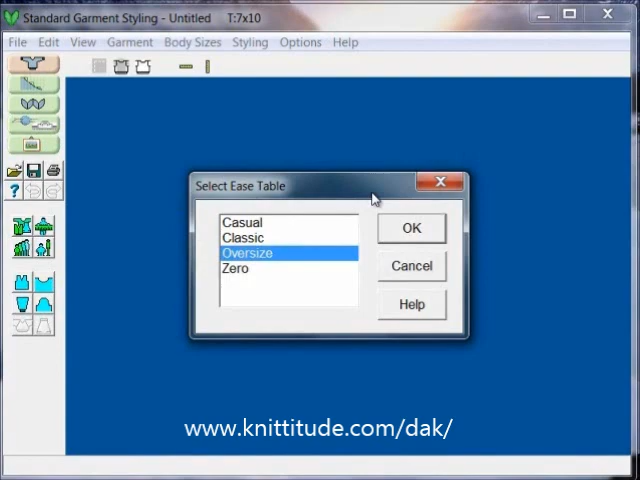 Standard Garment Styling - Untitled T:7x10
File Edit View Garment Body Sizes Styling Options Help
Select Ease Table
Casual
Classic
Oversize
Zero
OK
Cancel
Help
www.knittitude.com/dak/